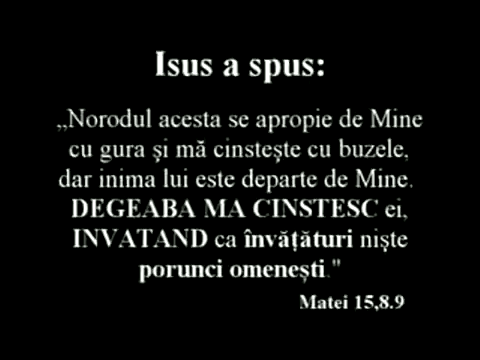 Isus a spus:
„Norodul acesta se apropie de Mine
cu gura și mă cinstește cu buzele,
dar inima lui este departe de Mine.
DEGEABA MA CINSTESC ei,
INVATAND ca învățături niște
porunci omenești."
Matei 15,8.9